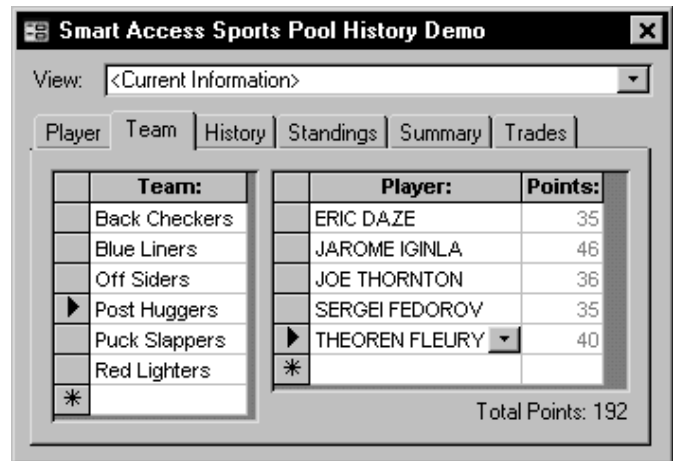 Smart Access Sports Pool History Demo
View: <Current Information>
Player Team History Standings Summary Trades
Team:
Back Checkers
Blue Liners
Off Siders
Post Huggers
Puck Slappers
Red Lighters
Player: Points:
ERIC DAZE 35
JAROME IGINLA 46
JOE THORNTON 36
SERGEI FEDOROV 35
THEOREN FLEURY 40
Total Points: 192